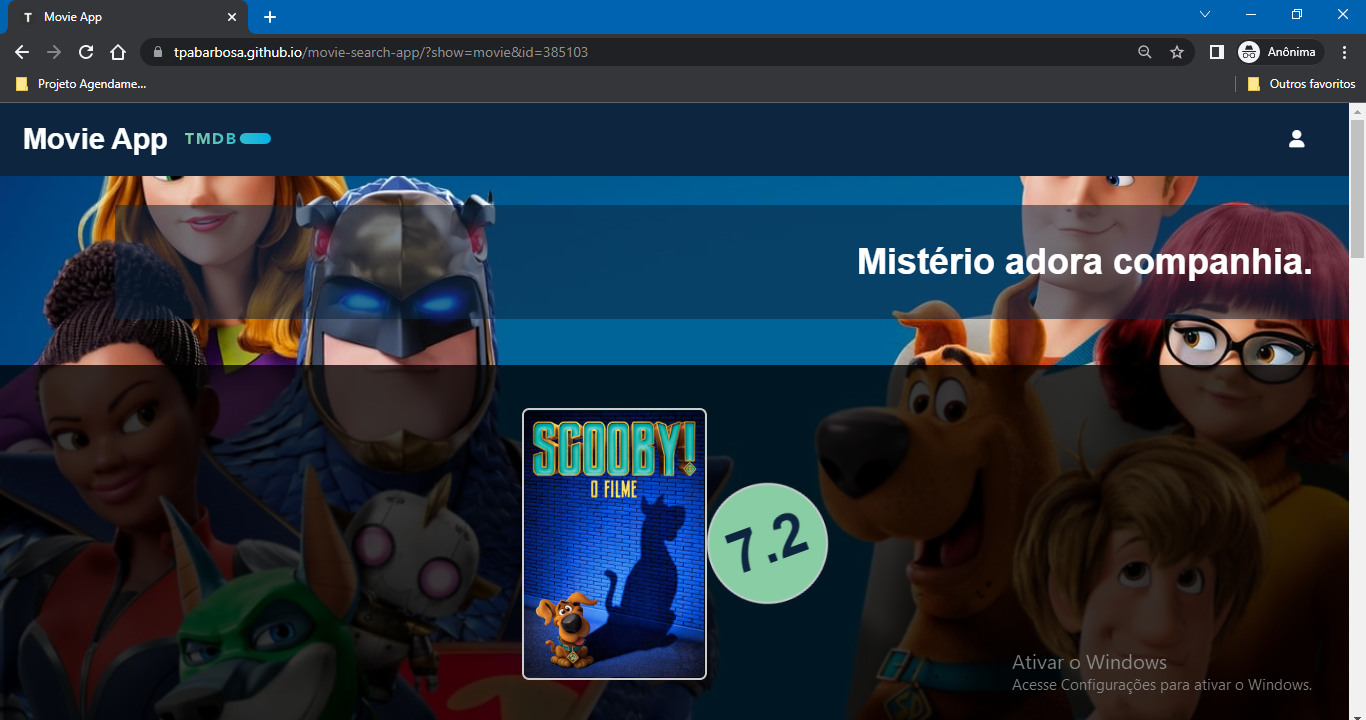 T Movie App
tpabarbosa.github.io/movie-search-app/?show=movie&id=385103
Anônima
Projeto Agendame...
Outros favoritos
Movie App TMDB
Mistério adora companhia.
SCOOBY!
O FILME
7.2
Ativar o Windows
Acesse Configurações para ativar o Windows.